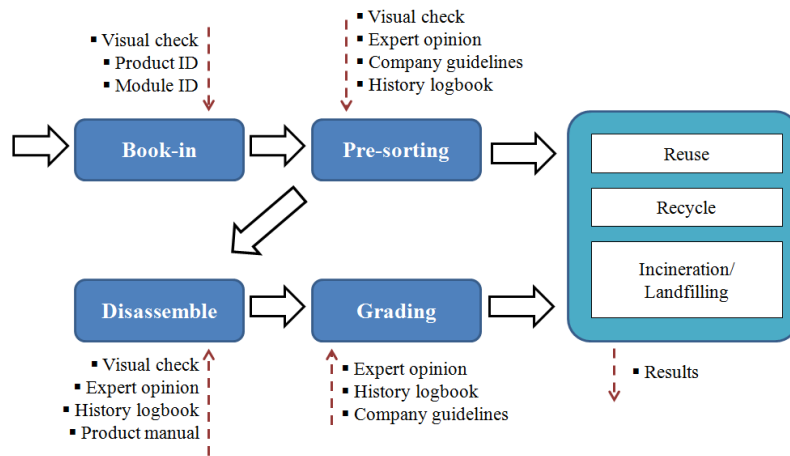 ▪ Visual check
▪ Product ID
▪ Module ID
▪ Visual check
▪ Expert opinion
▪ Company guidelines
▪ History logbook
Book-in
Pre-sorting
Reuse
Recycle
Incineration/
Landfilling
Disassemble
Grading
▪ Visual check
▪ Expert opinion
▪ History logbook
▪ Product manual
▪ Expert opinion
▪ History logbook
▪ Company guidelines
▪ Results